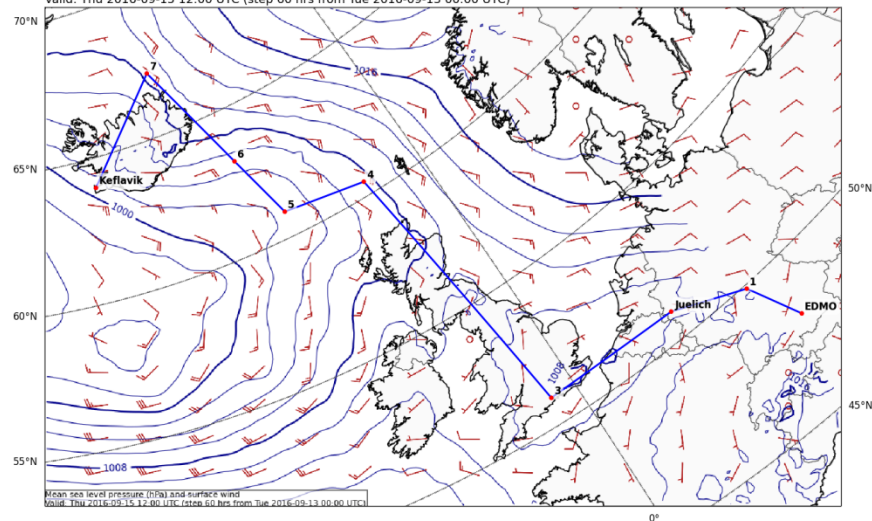 Valid: Thu 2016-09-15 12:00 UTC (step 60 hrs from Tue 2016-09-13 00:00 UTC)
70°N
7
1016
6
4
65°N
Keflavik
5
50°N
1000
1
Juelich
EDMO
60°N
1008
3
1016
45°N
55°N
1008
Mean sea level pressure (hPa) and surface wind
Valid: Thu 2016-09-15 12:00 UTC (step 60 hrs from Tue 2016-09-13 00:00 UTC)
0°